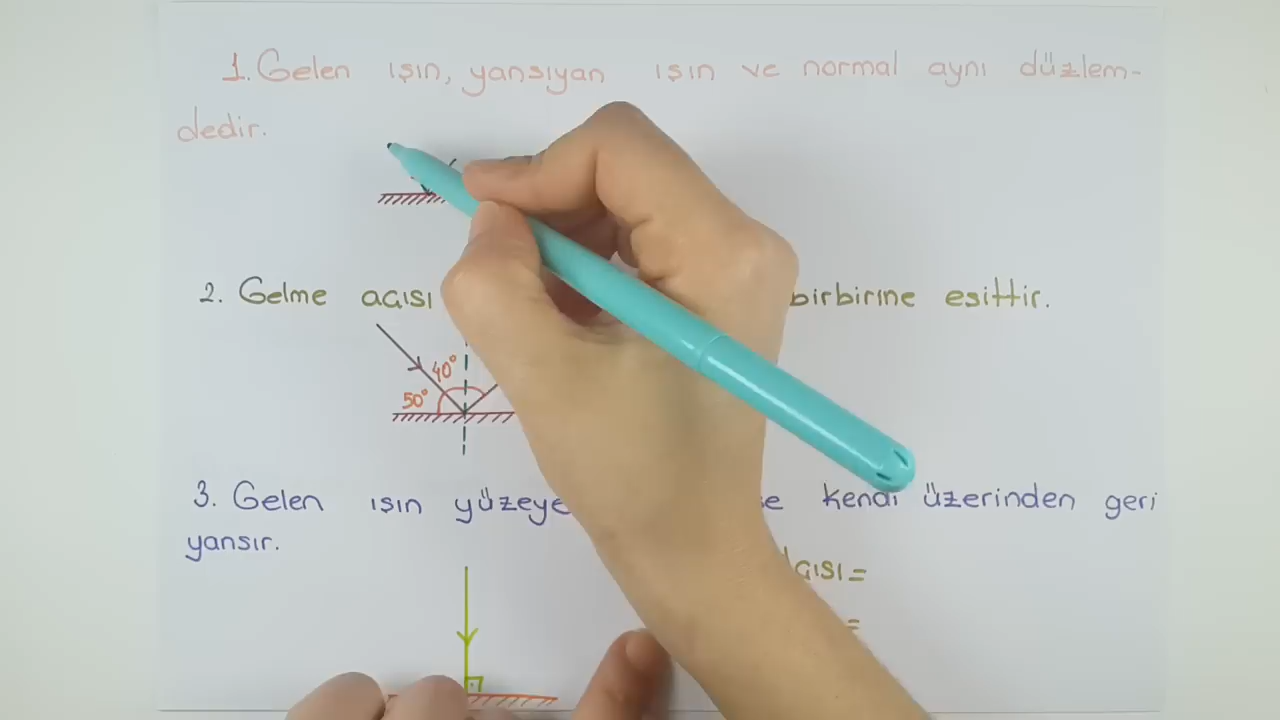 1. Gelen ışın, yansıyan ışın ve normal aynı düzlem-
dedir.
2. Gelme açısı birbirine eşittir.
40°
50°
3. Gelen ışın yüzeye kendi üzerinden geri
yansır.
açısı =
=